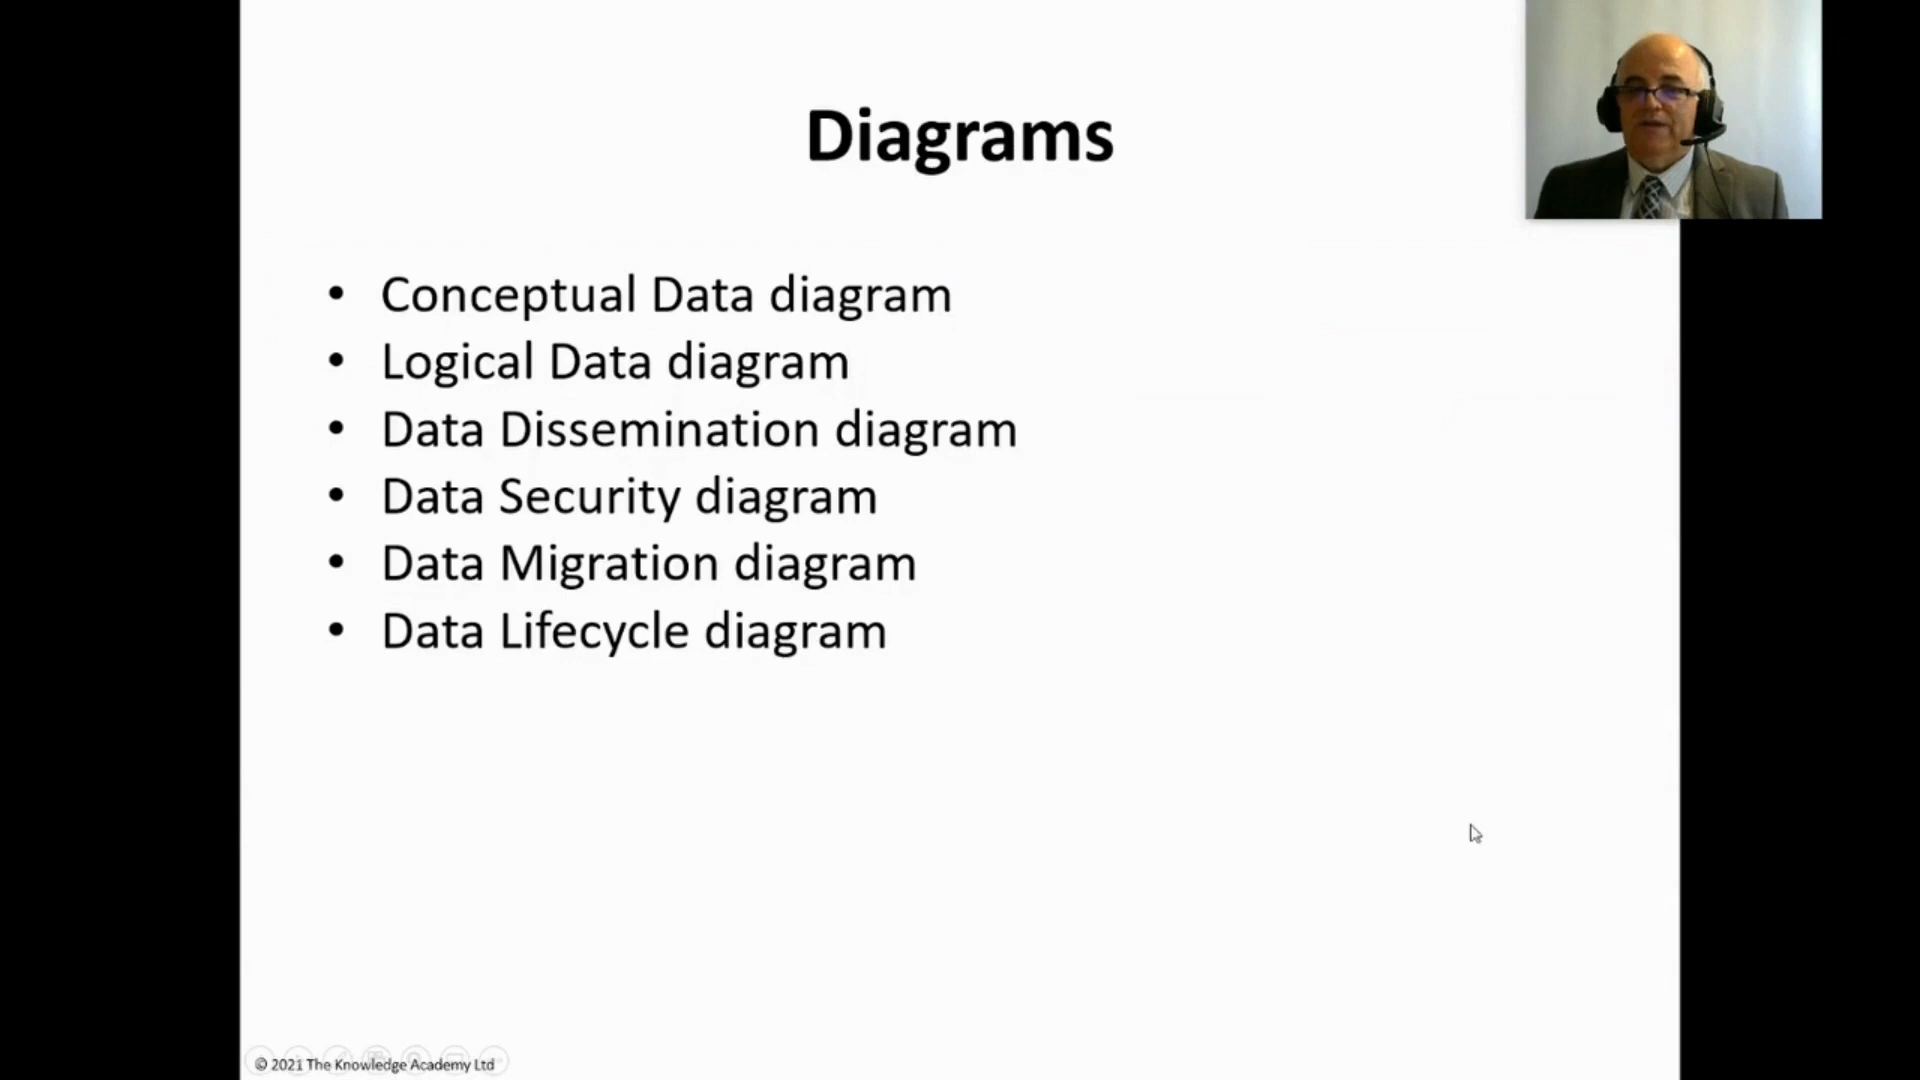 Diagrams
• Conceptual Data diagram
• Logical Data diagram
• Data Dissemination diagram
• Data Security diagram
• Data Migration diagram
• Data Lifecycle diagram
© 2021 The Knowledge Academy Ltd